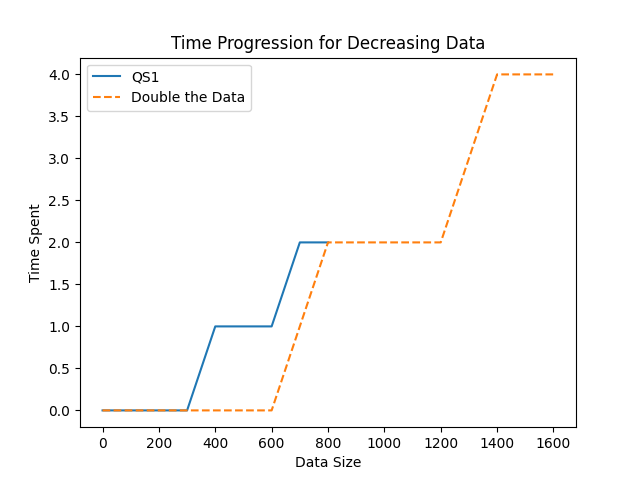 Time Progression for Decreasing Data
QS1
Double the Data
4.0
3.5
3.0
2.5
2.0
1.5
1.0
0.5
0.0
Time Spent
0 200 400 600 800 1000 1200 1400 1600
Data Size